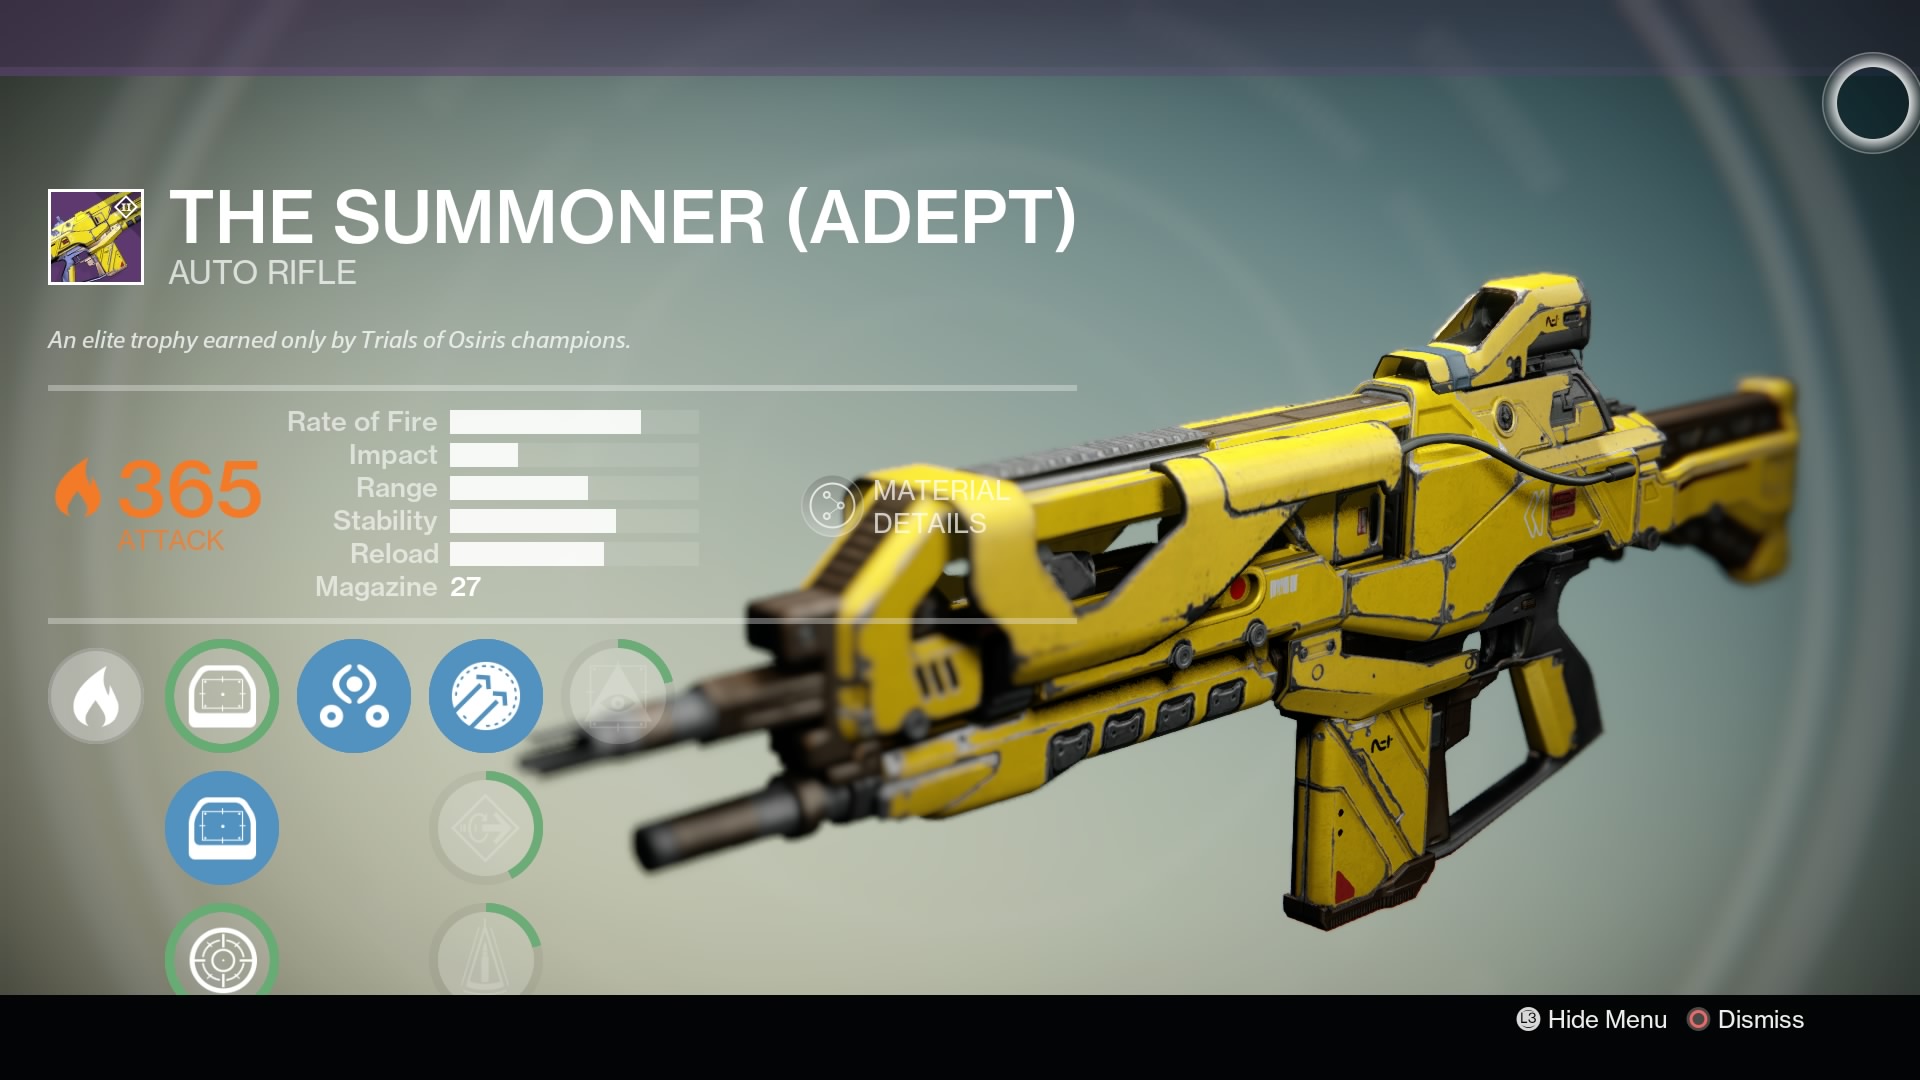 THE SUMMONER (ADEPT)
AUTO RIFLE
An elite trophy earned only by Trials of Osiris champions.
365
ATTACK
Rate of Fire
Impact
Range
Stability
Reload
Magazine 27
MATERIAL
DETAILS
L3 Hide Menu
Dismiss